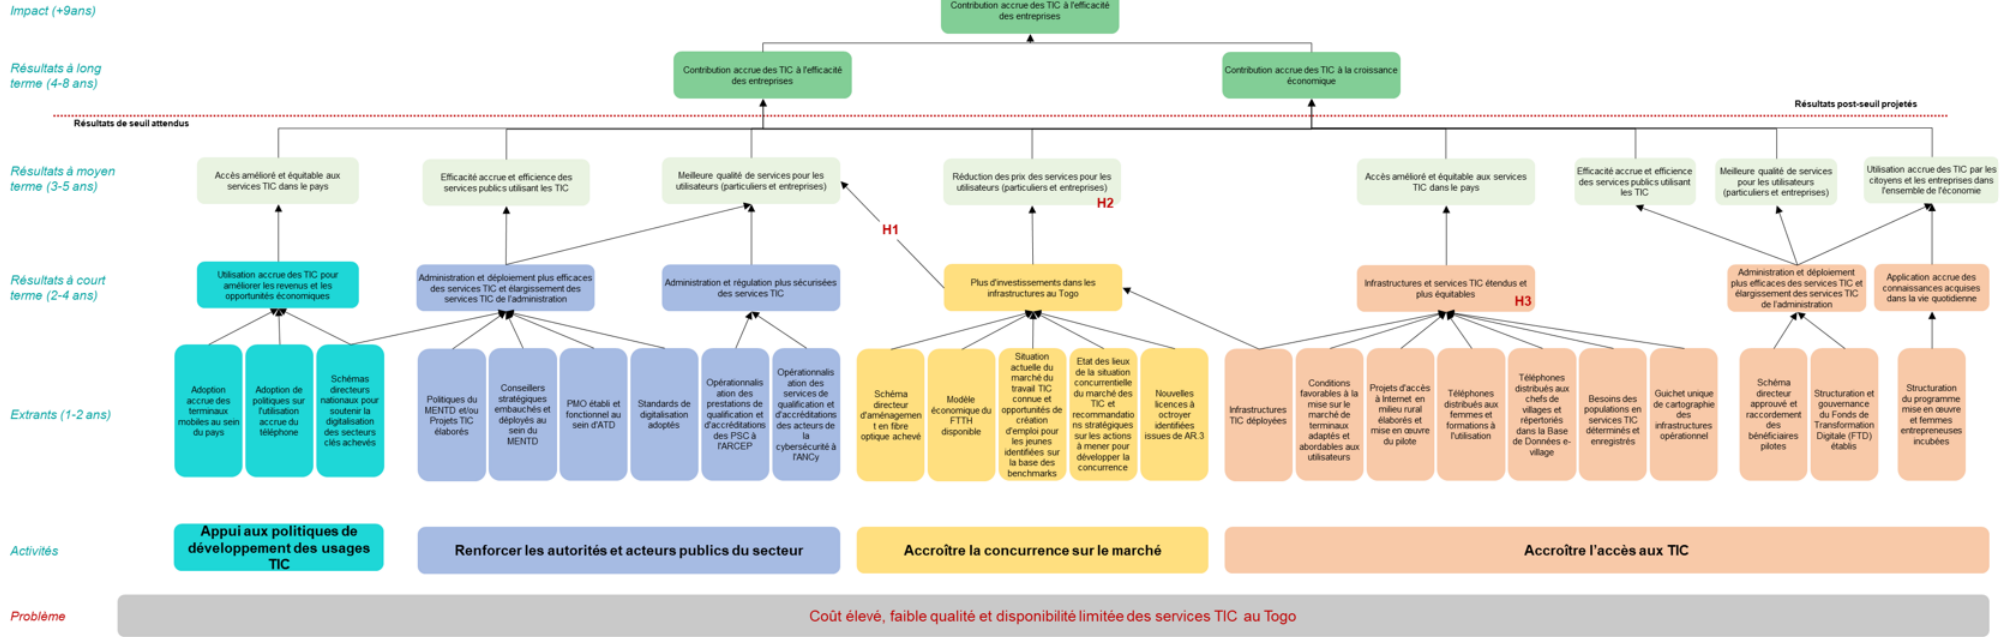 Impact (+9ans)
Contribution accrue des TIC à l'efficacité
des entreprises
Résultats à long
terme (4-8 ans)
Contribution accrue des TIC à l'efficacité
des entreprises
Contribution accrue des TIC à la croissance
économique
Résultats post-seuil projetés
Résultats de seuil attendus
Résultats à moyen
terme (3-5 ans)
Accès amélioré et équitable aux
services TIC dans le pays
Efficacité accrue et efficience des
services publics utilisant les TIC
Meilleure qualité de services pour les
utilisateurs (particuliers et entreprises)
Réduction des prix des services pour les
utilisateurs (particuliers et entreprises)
H2
Accès amélioré et équitable aux services
TIC dans le pays
Efficacité accrue et efficience
des services publics utilisant
les TIC
Meilleure qualité de services
pour les utilisateurs
(particuliers et entreprises)
Utilisation accrue des TIC par les
citoyens et les entreprises dans
l'ensemble de l'économie
H1
Résultats à court
terme (2-4 ans)
Utilisation accrue des TIC pour
améliorer les revenus et les
opportunités économiques
Administration et déploiement plus efficaces
des services TIC et élargissement des
services TIC de l'administration
Administration et régulation plus sécurisées
des services TIC
Plus d'investissements dans les
infrastructures au Togo
Infrastructures et services TIC étendus et
plus équitables
H3
Administration et déploiement
plus efficaces des services TIC et
élargissement des services TIC
de l'administration
Application accrue des
connaissances acquises
dans la vie quotidienne
Extrants (1-2 ans)
Adoption
accrue des
terminaux
mobiles au sein
du pays
Adoption de
politiques sur
l'utilisation
accrue du
téléphone
Schémas
directeurs
nationaux pour
soutenir la
digitalisation
des secteurs
clés achevés
Politiques du
MENTD et/ou
Projets TIC
élaborés
Conseillers
stratégiques
embauchés et
déployés au
sein du
MENTD
PMO établi et
fonctionnel au
sein d'ATD
Standards de
digitalisation
adoptés
Opérationnalis
ation des
prestations de
qualification et
d'accréditations
des PSC à
l'ARCEP
Opérationnalis
ation des
services de
qualification et
d'accréditations
des acteurs de
la
cybersécurité à
l'ANCy
Schéma
directeur
d'aménagemen
t en fibre
optique achevé
Modèle
économique du
FTTH
disponible
Situation
actuelle du
marché du
travail TIC
connue et
opportunités de
création
d'emploi pour
les jeunes
identifiées sur
la base des
benchmarks
Etat des lieux
de la situation
concurrentielle
du marché des
TIC et
recommandatio
ns stratégiques
sur les actions
à mener pour
développer la
concurrence
Nouvelles
licences à
octroyer
identifiées
issues de AR.3
Infrastructures
TIC déployées
Conditions
favorables à la
mise sur le
marché de
terminaux
adaptés et
abordables aux
utilisateurs
Projets d'accès
à Internet en
milieu rural
élaborés et
mise en œuvre
du pilote
Téléphones
distribués aux
femmes et
formations à
l'utilisation
Téléphones
distribués aux
chefs de
villages et
répertoriés
dans la Base
de Données e-
village
Besoins des
populations en
services TIC
déterminés et
enregistrés
Guichet unique
de cartographie
des
infrastructures
opérationnel
Schéma
directeur
approuvé et
raccordement
des
bénéficiaires
pilotes
Structuration et
gouvernance
du Fonds de
Transformation
Digitale (FTD)
établis
Structuration
du programme
mise en œuvre
et femmes
entrepreneuses
incubées
Activités
Appui aux politiques de
développement des usages
TIC
Renforcer les autorités et acteurs publics du secteur
Accroître la concurrence sur le marché
Accroître l'accès aux TIC
Problème
Coût élevé, faible qualité et disponibilité limitée des services TIC au Togo